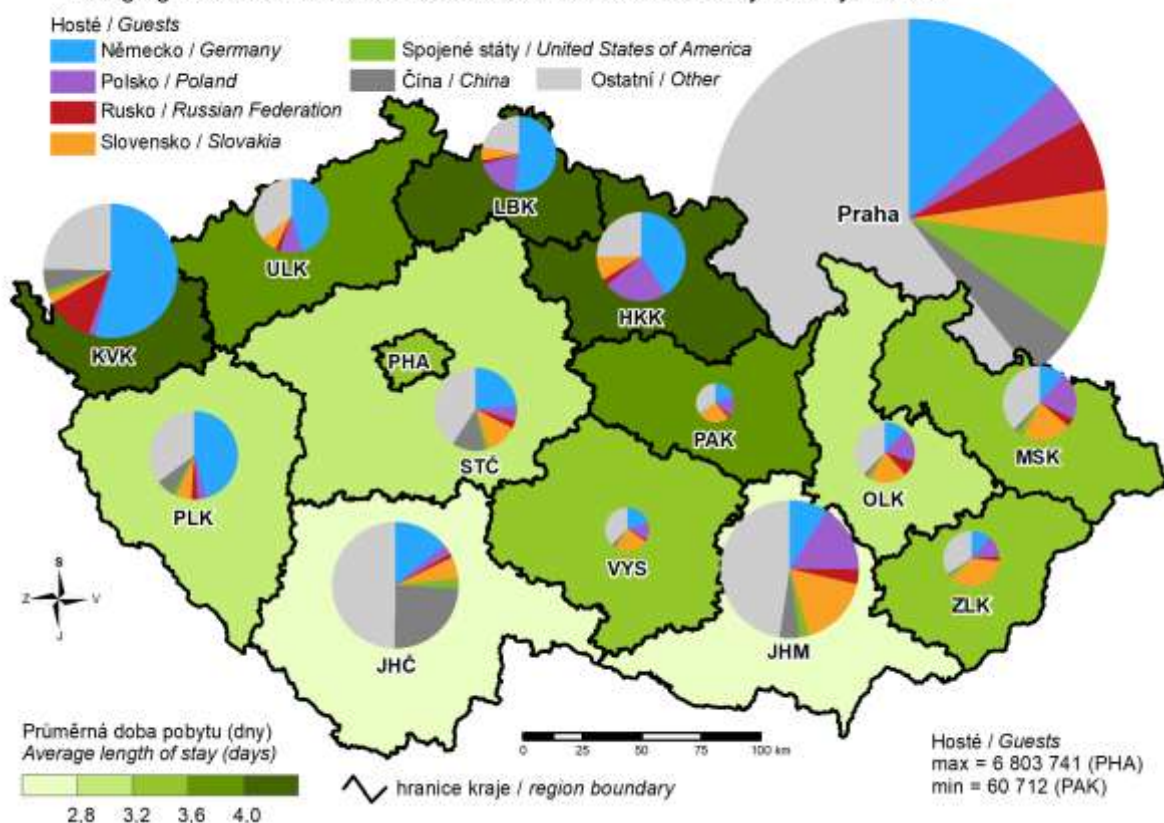 Hosté / Guests
Německo / Germany
Polsko / Poland
Rusko / Russian Federation
Slovensko / Slovakia
Spojené státy / United States of America
Čína / China
Ostatní / Other
Praha
LBK
ULK
HKK
KVK
PHA
PAK
MSK
STČ
OLK
PLK
VYS
ZLK
JHČ
JHM
S
Z V
J
Průměrná doba pobytu (dny)
Average length of stay (days)
2,8 3,2 3,6 4,0
hranice kraje / region boundary
0 25 50 75 100 km
Hosté / Guests
max = 6 803 741 (PHA)
min = 60 712 (PAK)